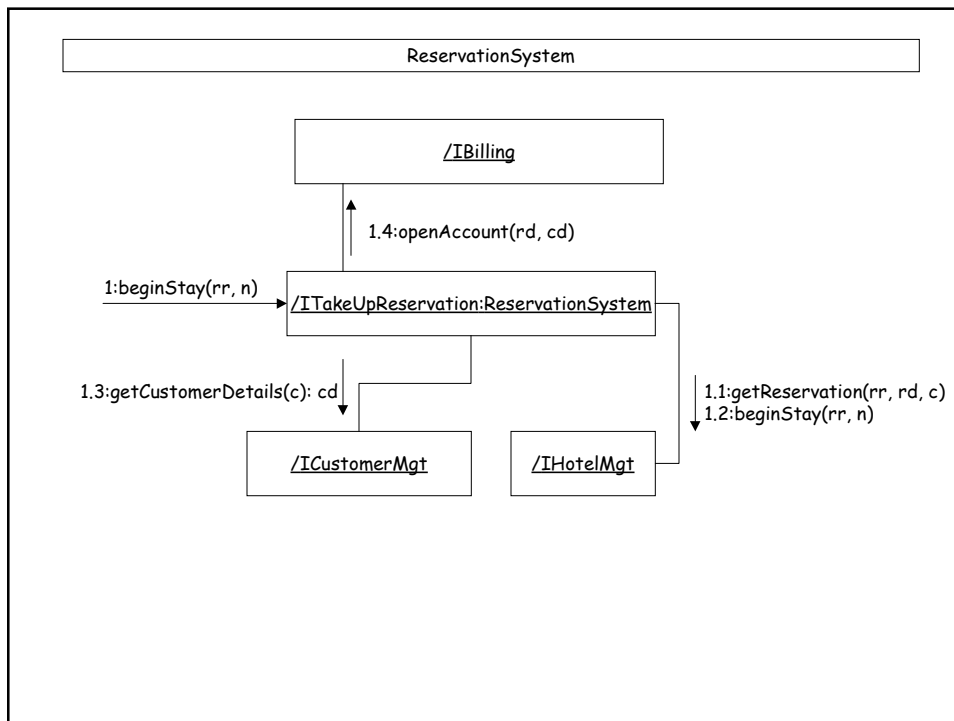 ReservationSystem
/IBilling
1.4:openAccount(rd, cd)
1:beginStay(rr, n)
/ITakeUpReservation:ReservationSystem
1.3:getCustomerDetails(c): cd
1.1:getReservation(rr, rd, c)
1.2:beginStay(rr, n)
/ICustomerMgt
/IHotelMgt